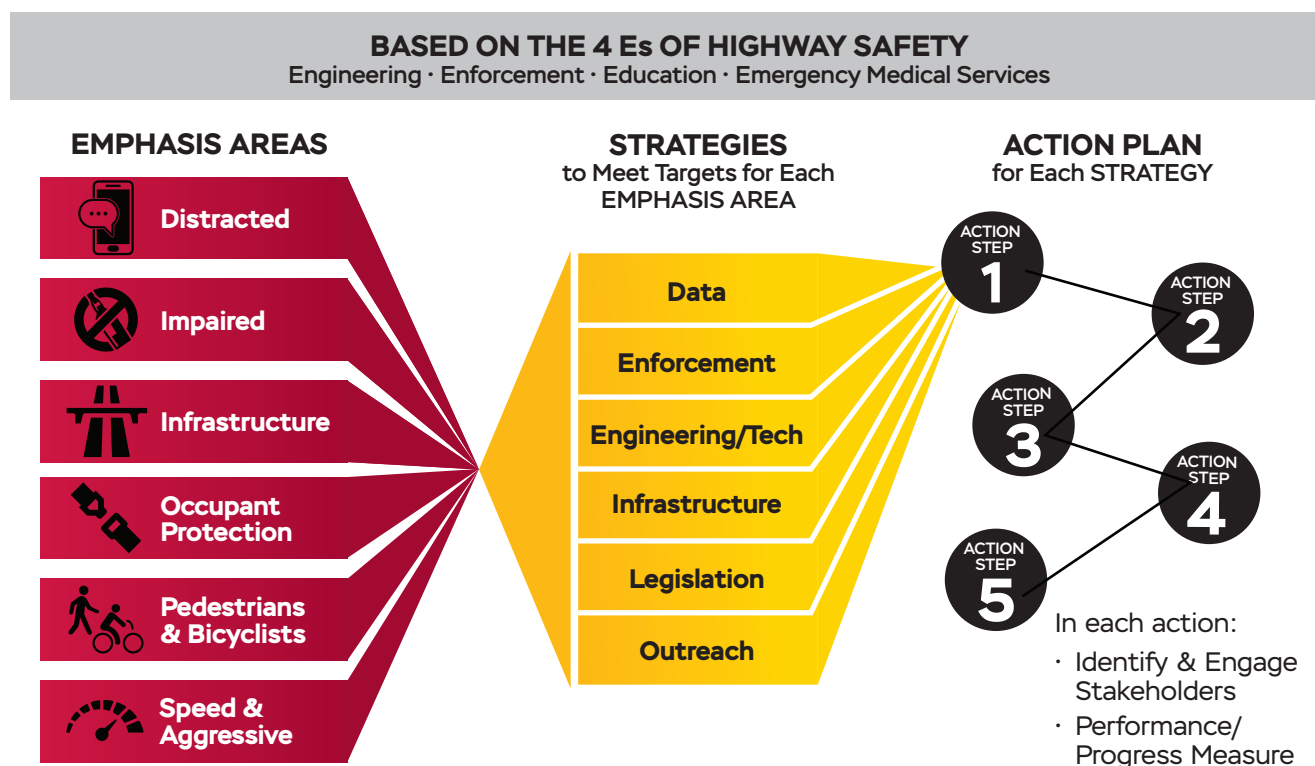 BASED ON THE 4 Es OF HIGHWAY SAFETY
Engineering · Enforcement · Education · Emergency Medical Services
EMPHASIS AREAS
Distracted
Impaired
Infrastructure
Occupant
Protection
Pedestrians
& Bicyclists
Speed &
Aggressive
STRATEGIES
to Meet Targets for Each
EMPHASIS AREA
Data
Enforcement
Engineering/Tech
Infrastructure
Legislation
Outreach
ACTION PLAN
for Each STRATEGY
ACTION
STEP
1
ACTION
STEP
2
ACTION
STEP
3
ACTION
STEP
4
ACTION
STEP
5
In each action:
· Identify & Engage
Stakeholders
· Performance/
Progress Measure